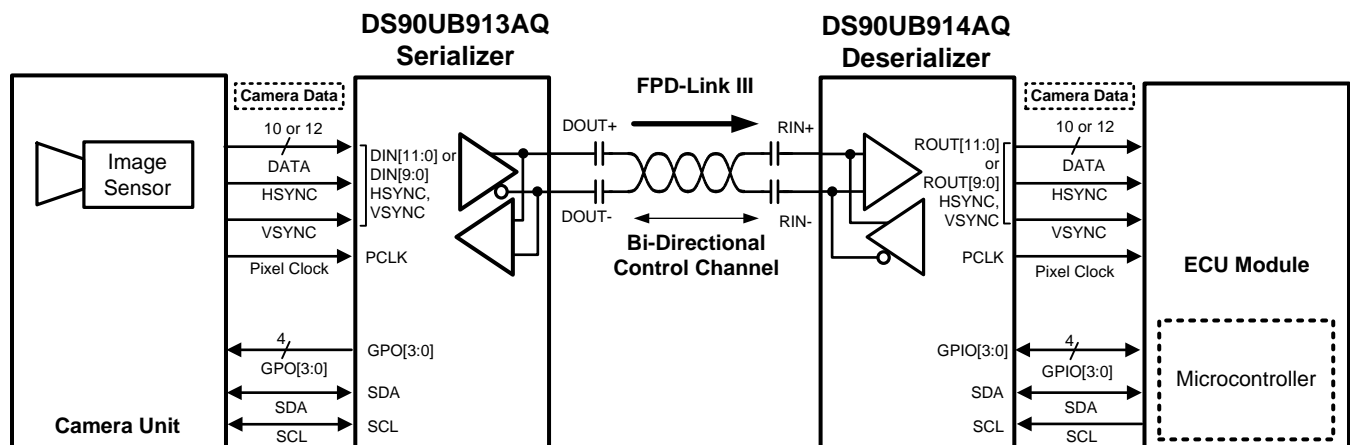 DS90UB913AQ
Serializer
DS90UB914AQ
Deserializer
FPD-Link III
Camera Data
10 or 12
DATA
HSYNC
VSYNC
Pixel Clock
Image
Sensor
DIN[11:0] or
DIN[9:0]
HSYNC,
VSYNC
PCLK
DOUT+
DOUT-
RIN+
RIN-
Bi-Directional
Control Channel
ROUT[11:0]
or
ROUT[9:0]
HSYNC,
VSYNC
PCLK
Camera Data
10 or 12
DATA
HSYNC
VSYNC
Pixel Clock
ECU Module
Microcontroller
4
GPO[3:0]
SDA
SCL
GPO[3:0]
SDA
SCL
GPIO[3:0]
SDA
SCL
4
GPIO[3:0]
SDA
SCL
Camera Unit